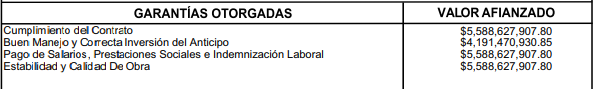 GARANTÍAS OTORGADAS VALOR AFIANZADO
Cumplimiento del Contrato $5,588,627,907.80
Buen Manejo y Correcta Inversión del Anticipo $4,191,470,930.85
Pago de Salarios, Prestaciones Sociales e Indemnización Laboral $5,588,627,907.80
Estabilidad y Calidad De Obra $5,588,627,907.80